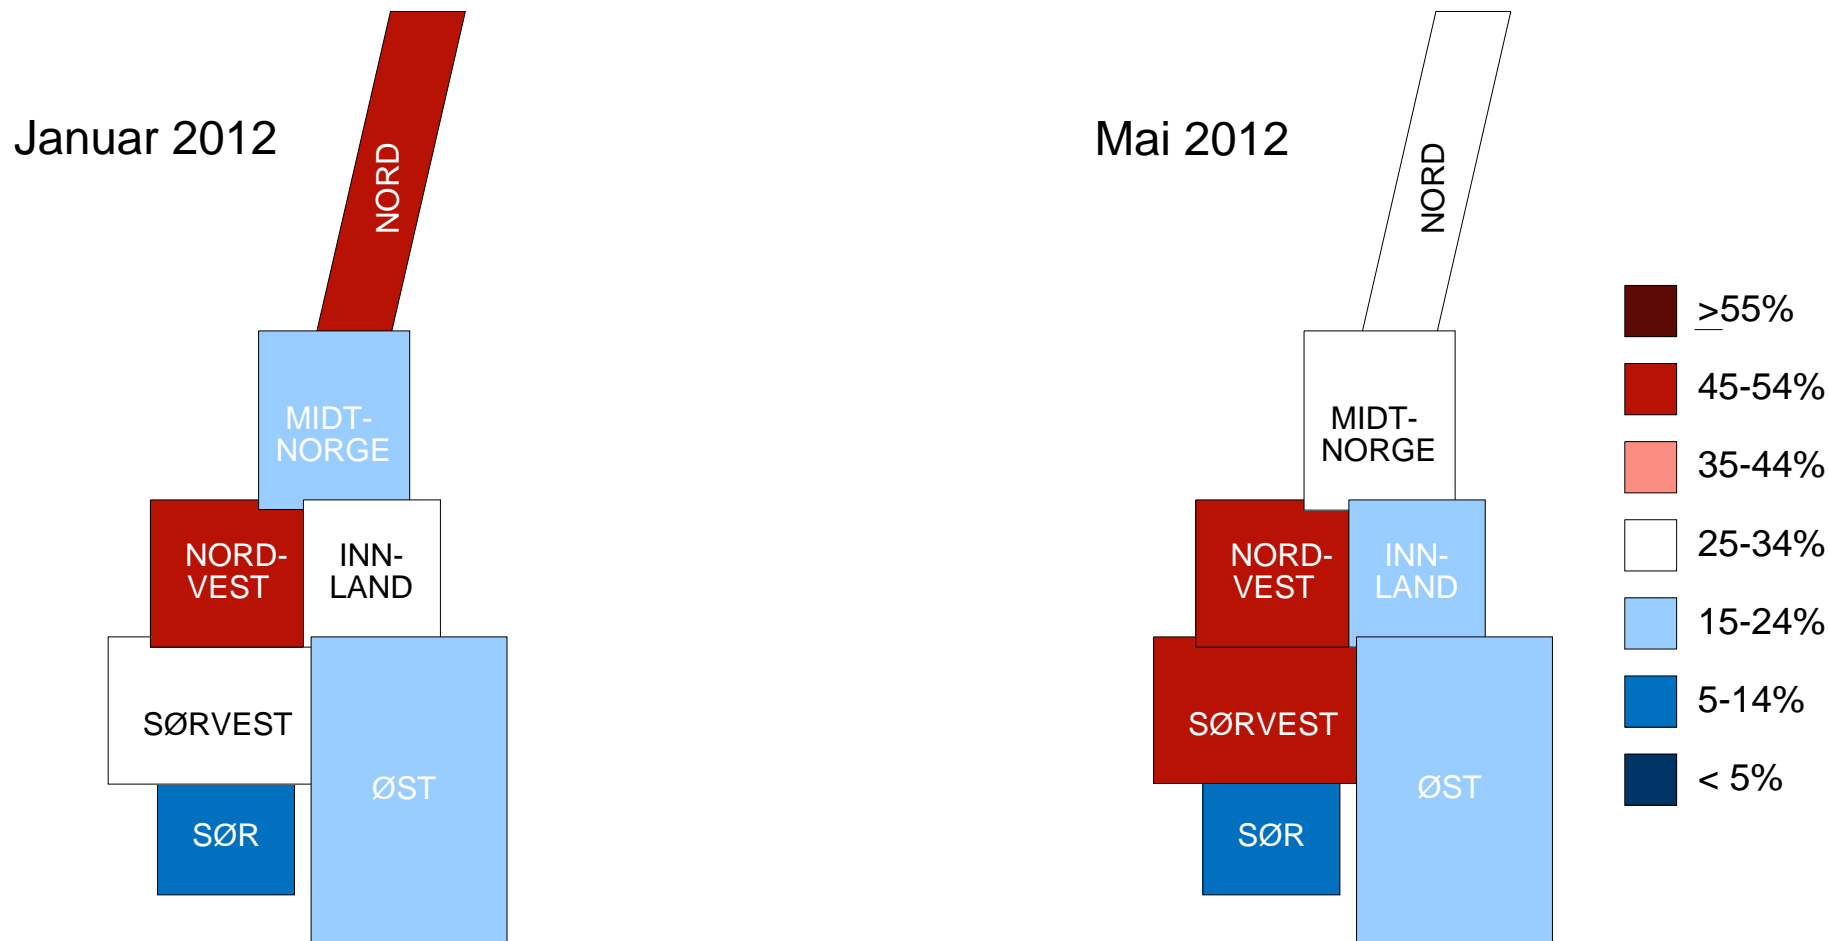 Januar 2012
NORD
MIDT-
NORGE
NORD-
VEST
INN-
LAND
SØRVEST
ØST
SØR
Mai 2012
NORD
MIDT-
NORGE
NORD-
VEST
INN-
LAND
SØRVEST
ØST
SØR
>55%
45-54%
35-44%
25-34%
15-24%
5-14%
< 5%